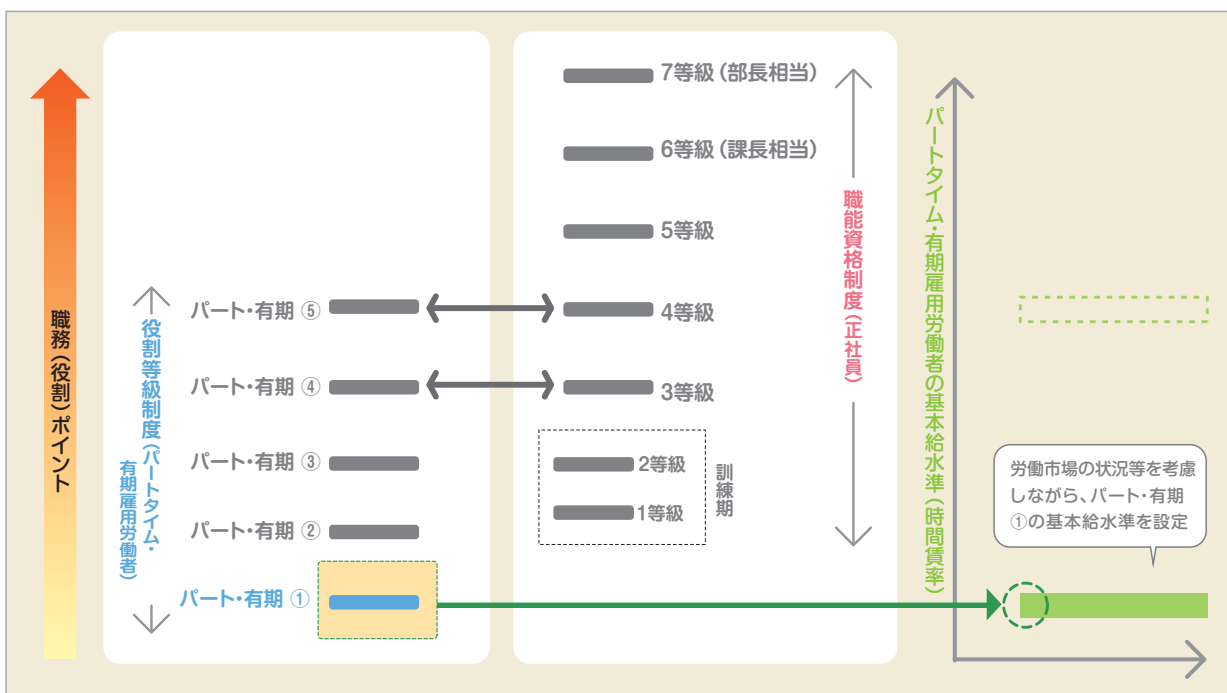 職務(役割)ポイント
役割等級制度(パートタイム・
有期雇用労働者)
パート・有期 ⑤
パート・有期 ④
パート・有期 ③
パート・有期 ②
パート・有期 ①
7等級(部長相当)
6等級(課長相当)
5等級
4等級
3等級
2等級
1等級
訓練期
職能資格制度(正社員)
パートタイム・有期雇用労働者の基本給水準(時間賃率)
労働市場の状況等を考慮
しながら、パート・有期
①の基本給水準を設定